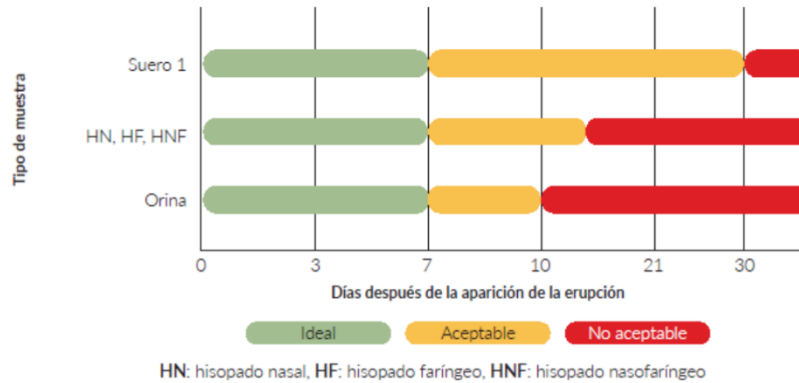 Tipo de muestra
Suero 1
HN, HF, HNF
Orina
0 3 7 10 21 30
Días después de la aparición de la erupción
Ideal Aceptable No aceptable
HN: hisopado nasal, HF: hisopado faríngeo, HNF: hisopado nasofaríngeo